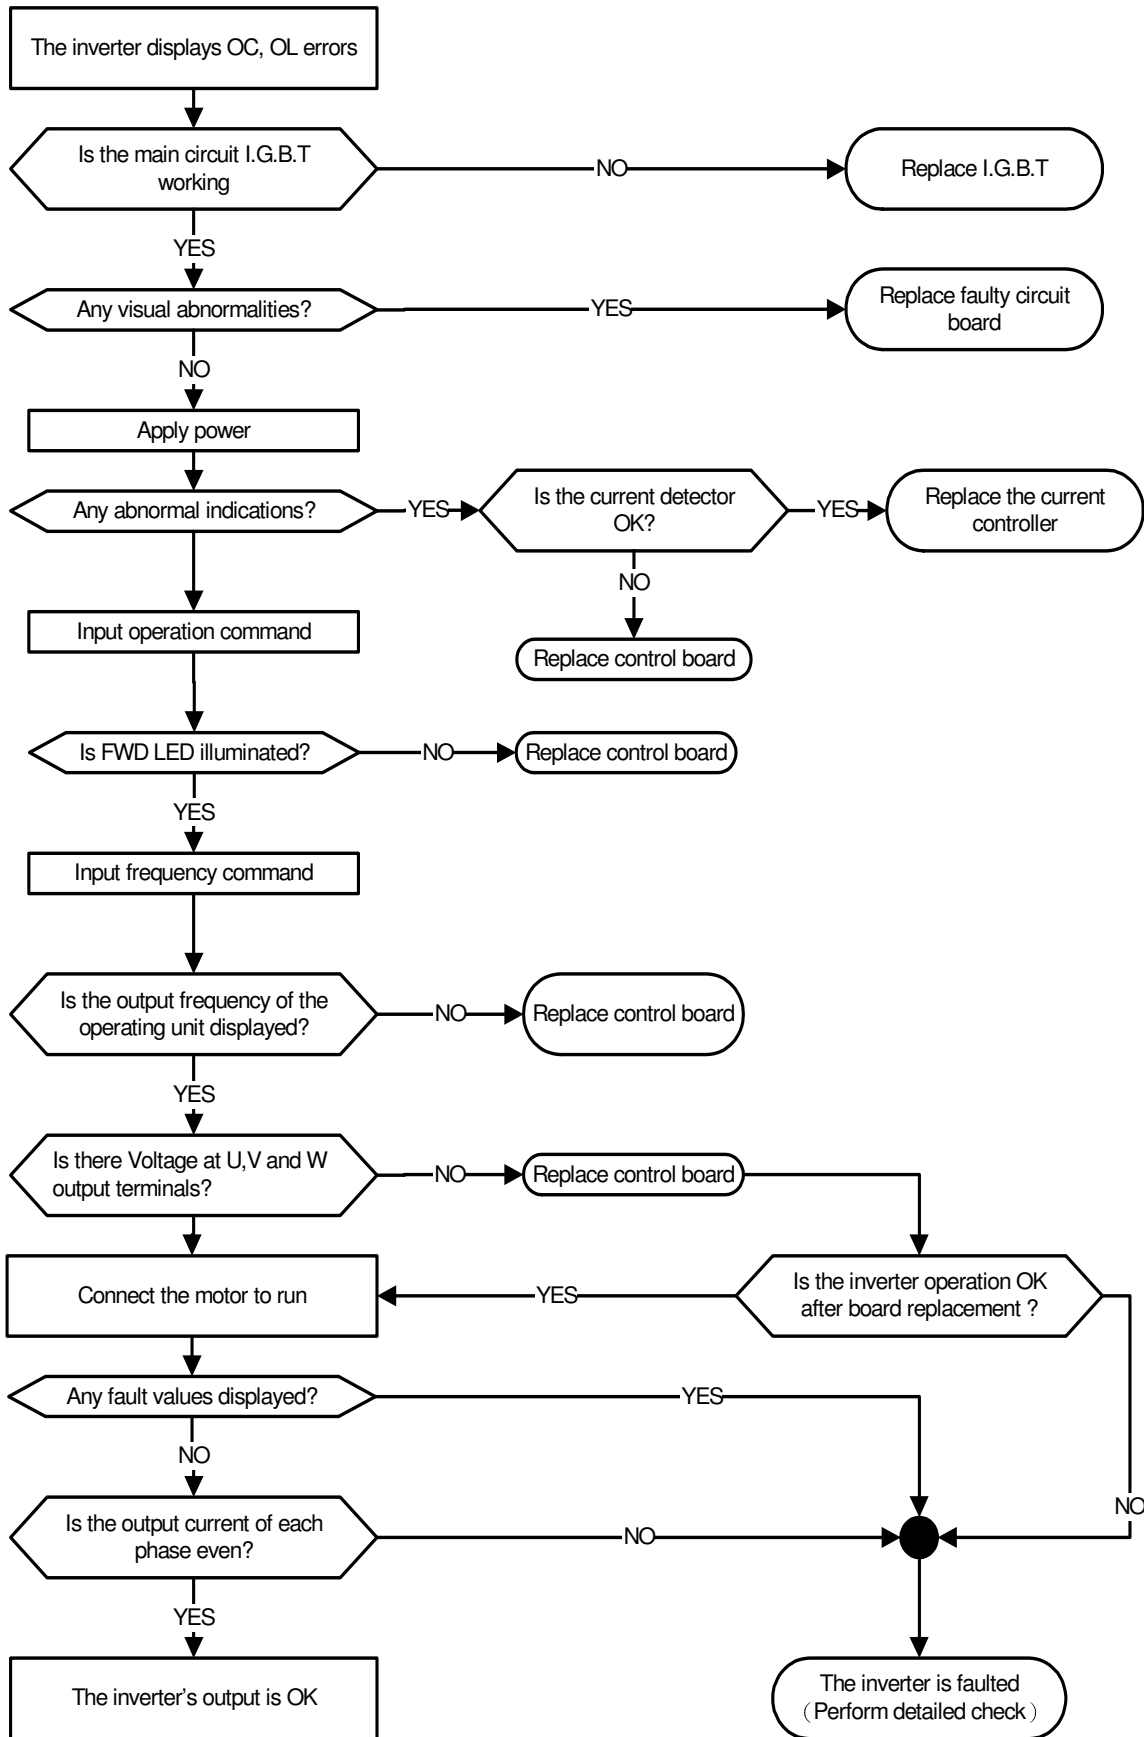 The inverter displays OC, OL errors
Is the main circuit I.G.B.T
working
NO
Replace I.G.B.T
YES
Any visual abnormalities?
YES
Replace faulty circuit
board
NO
Apply power
Any abnormal indications?
YES
Is the current detector
OK?
YES
Replace the current
controller
NO
Replace control board
Input operation command
Is FWD LED illuminated?
NO
Replace control board
YES
Input frequency command
Is the output frequency of the
operating unit displayed?
NO
Replace control board
YES
Is there Voltage at U,V and W
output terminals?
NO
Replace control board
Connect the motor to run
YES
Is the inverter operation OK
after board replacement ?
Any fault values displayed?
YES
NO
NO
Is the output current of each
phase even?
NO
YES
The inverter's output is OK
The inverter is faulted
（Perform detailed check）